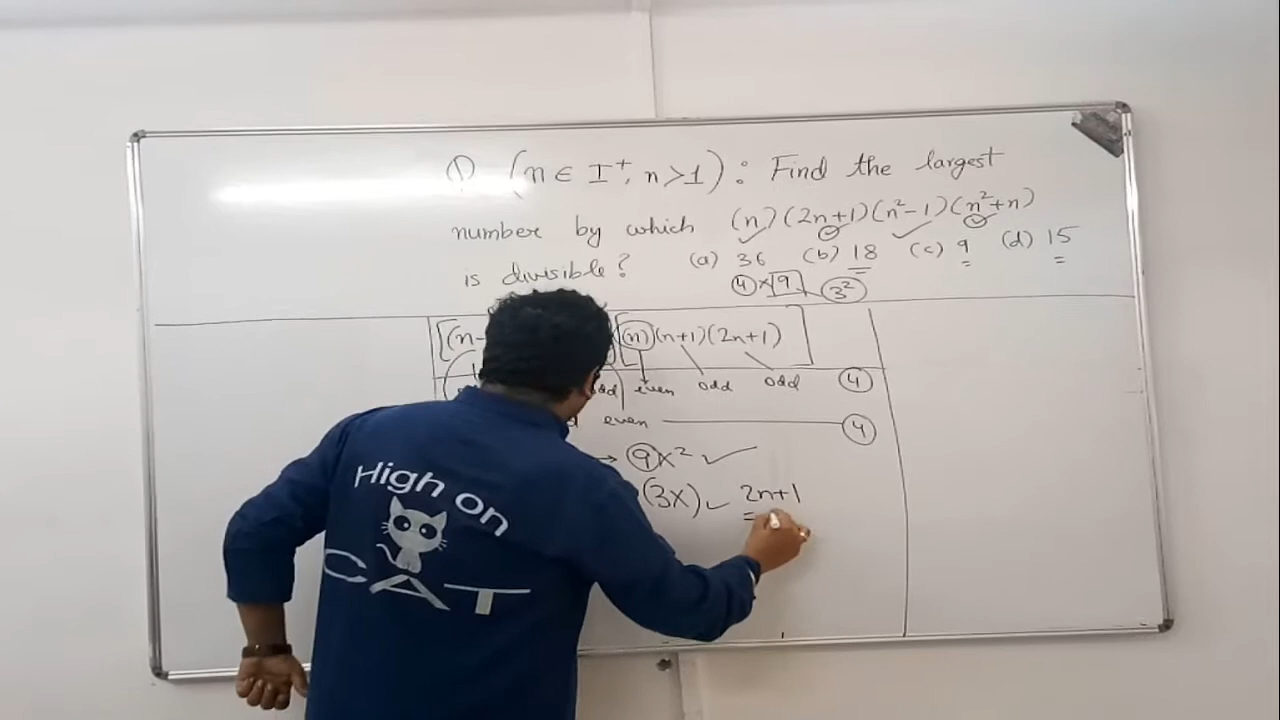 1) (n ∈ I⁺, n>1) : Find the largest
number by which (n)(2n+1)(n²-1)(n²+n)
is divisible? (a) 36 (b) 18 (c) 9 (d) 15
4 × 9 3²
[(n- (n)(n+1)(2n+1)]
even odd odd 4
even 4
→ 9x² ✓
(3x) ✓ 2n+1
High on
CAT